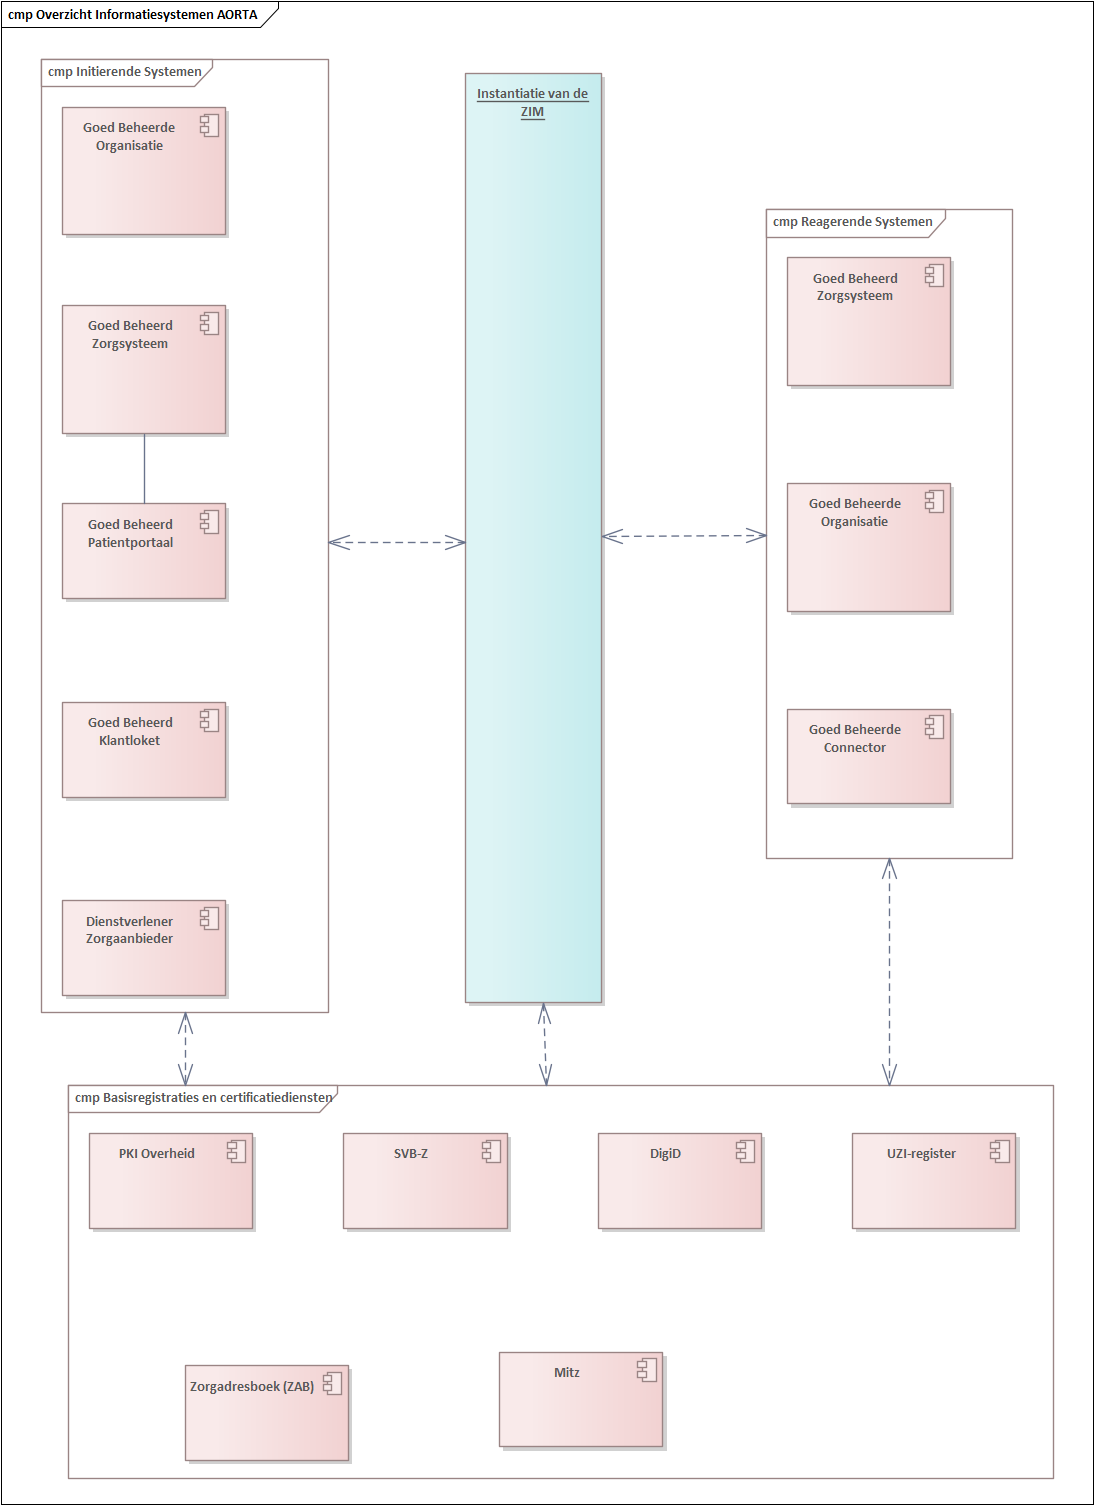 cmp Overzicht Informatiesystemen AORTA
cmp Initierende Systemen
Goed Beheerde
Organisatie
Goed Beheerd
Zorgsysteem
Goed Beheerd
Patientportaal
Goed Beheerd
Klantloket
Dienstverlener
Zorgaanbieder
Instantiatie van de
ZIM
cmp Reagerende Systemen
Goed Beheerd
Zorgsysteem
Goed Beheerde
Organisatie
Goed Beheerde
Connector
cmp Basisregistraties en certificatiediensten
PKI Overheid
SVB-Z
DigiD
UZI-register
Zorgadresboek (ZAB)
Mitz